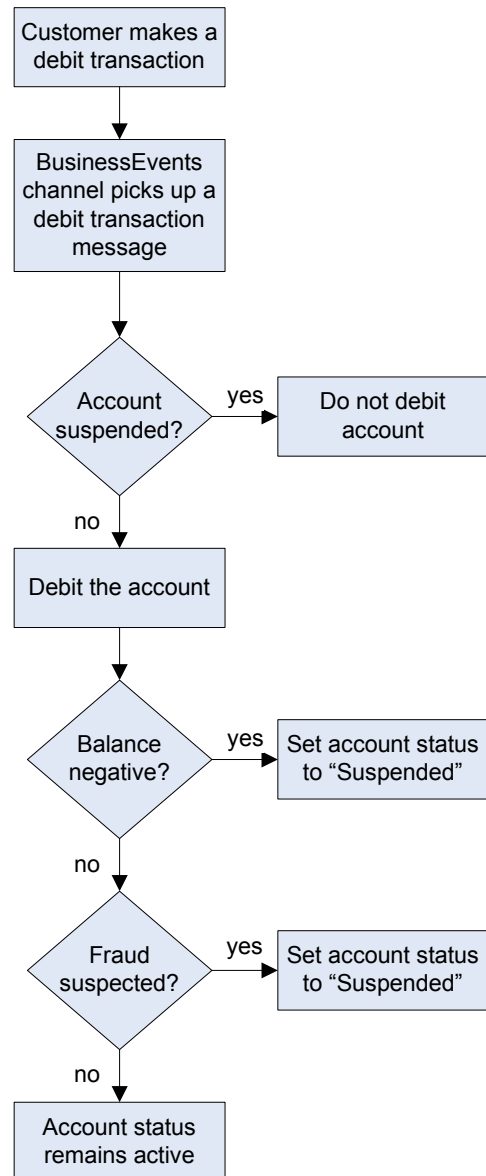 Customer makes a
debit transaction
BusinessEvents
channel picks up a
debit transaction
message
Account
suspended?
yes
Do not debit
account
no
Debit the account
Balance
negative?
yes
Set account status
to “Suspended”
no
Fraud
suspected?
yes
Set account status
to “Suspended”
no
Account status
remains active